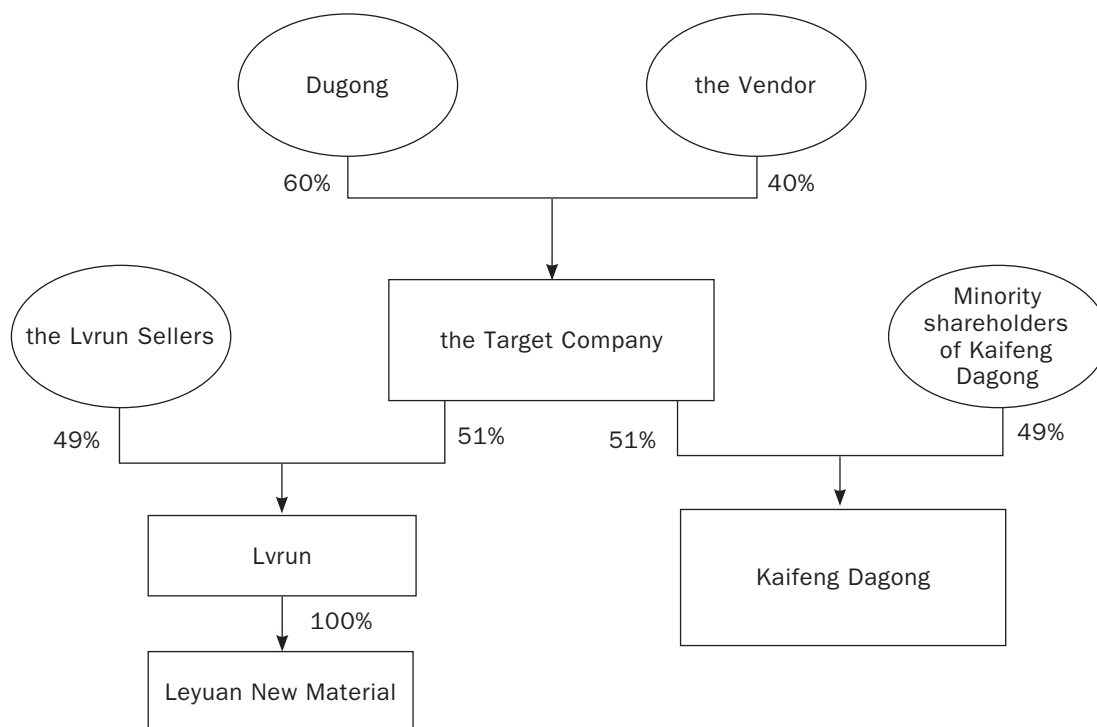 Dugong
the Vendor
60%
40%
the Lvrun Sellers
the Target Company
Minority
shareholders
of Kaifeng
Dagong
49%
51%
51%
49%
Lvrun
Kaifeng Dagong
100%
Leyuan New Material